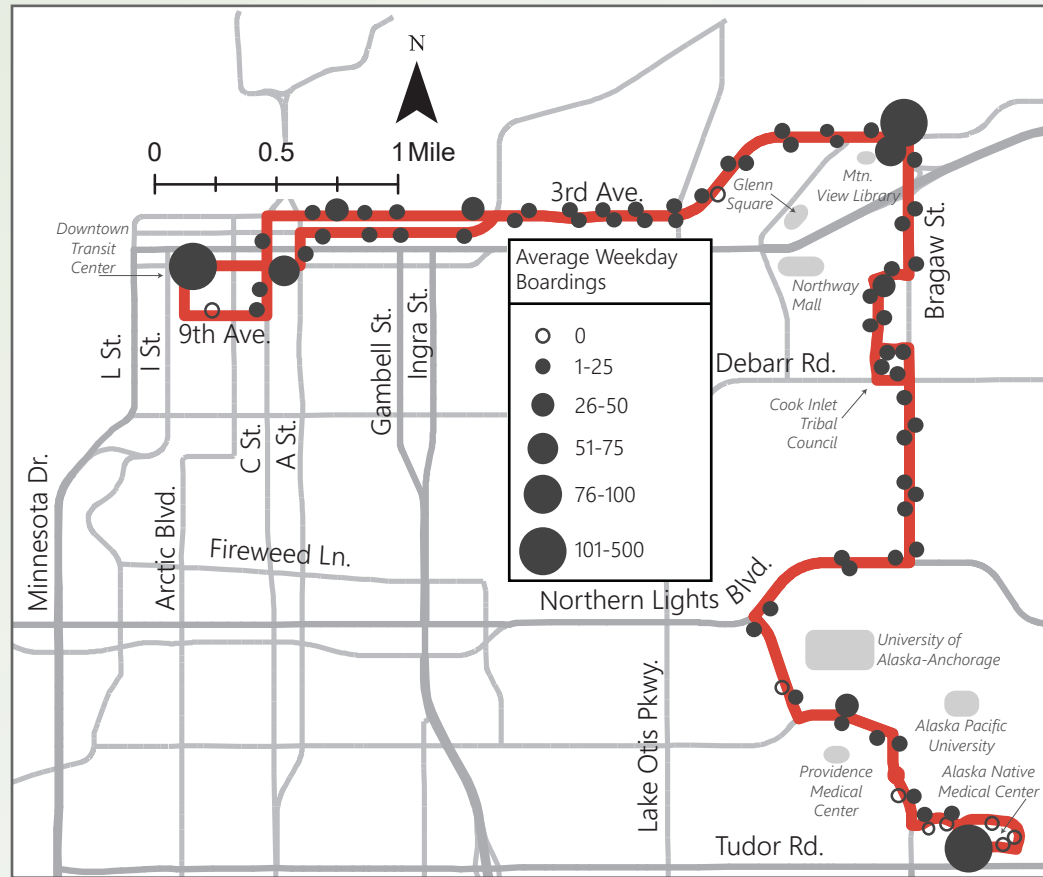 N
0
0.5
1 Mile
3rd Ave.
Glenn
Square
Mtn.
View Library
Downtown
Transit
Center
Average Weekday
Boardings
0
1-25
26-50
51-75
76-100
101-500
Northway
Mall
Bragaw St.
9th Ave.
L St.
I St.
Gambell St.
Ingra St.
Debarr Rd.
Cook Inlet
Tribal
Council
C St.
A St.
Minnesota Dr.
Arctic Blvd.
Fireweed Ln.
Northern Lights Blvd.
University of
Alaska-Anchorage
Lake Otis Pkwy.
Alaska Pacific
University
Providence
Medical
Center
Alaska Native
Medical Center
Tudor Rd.